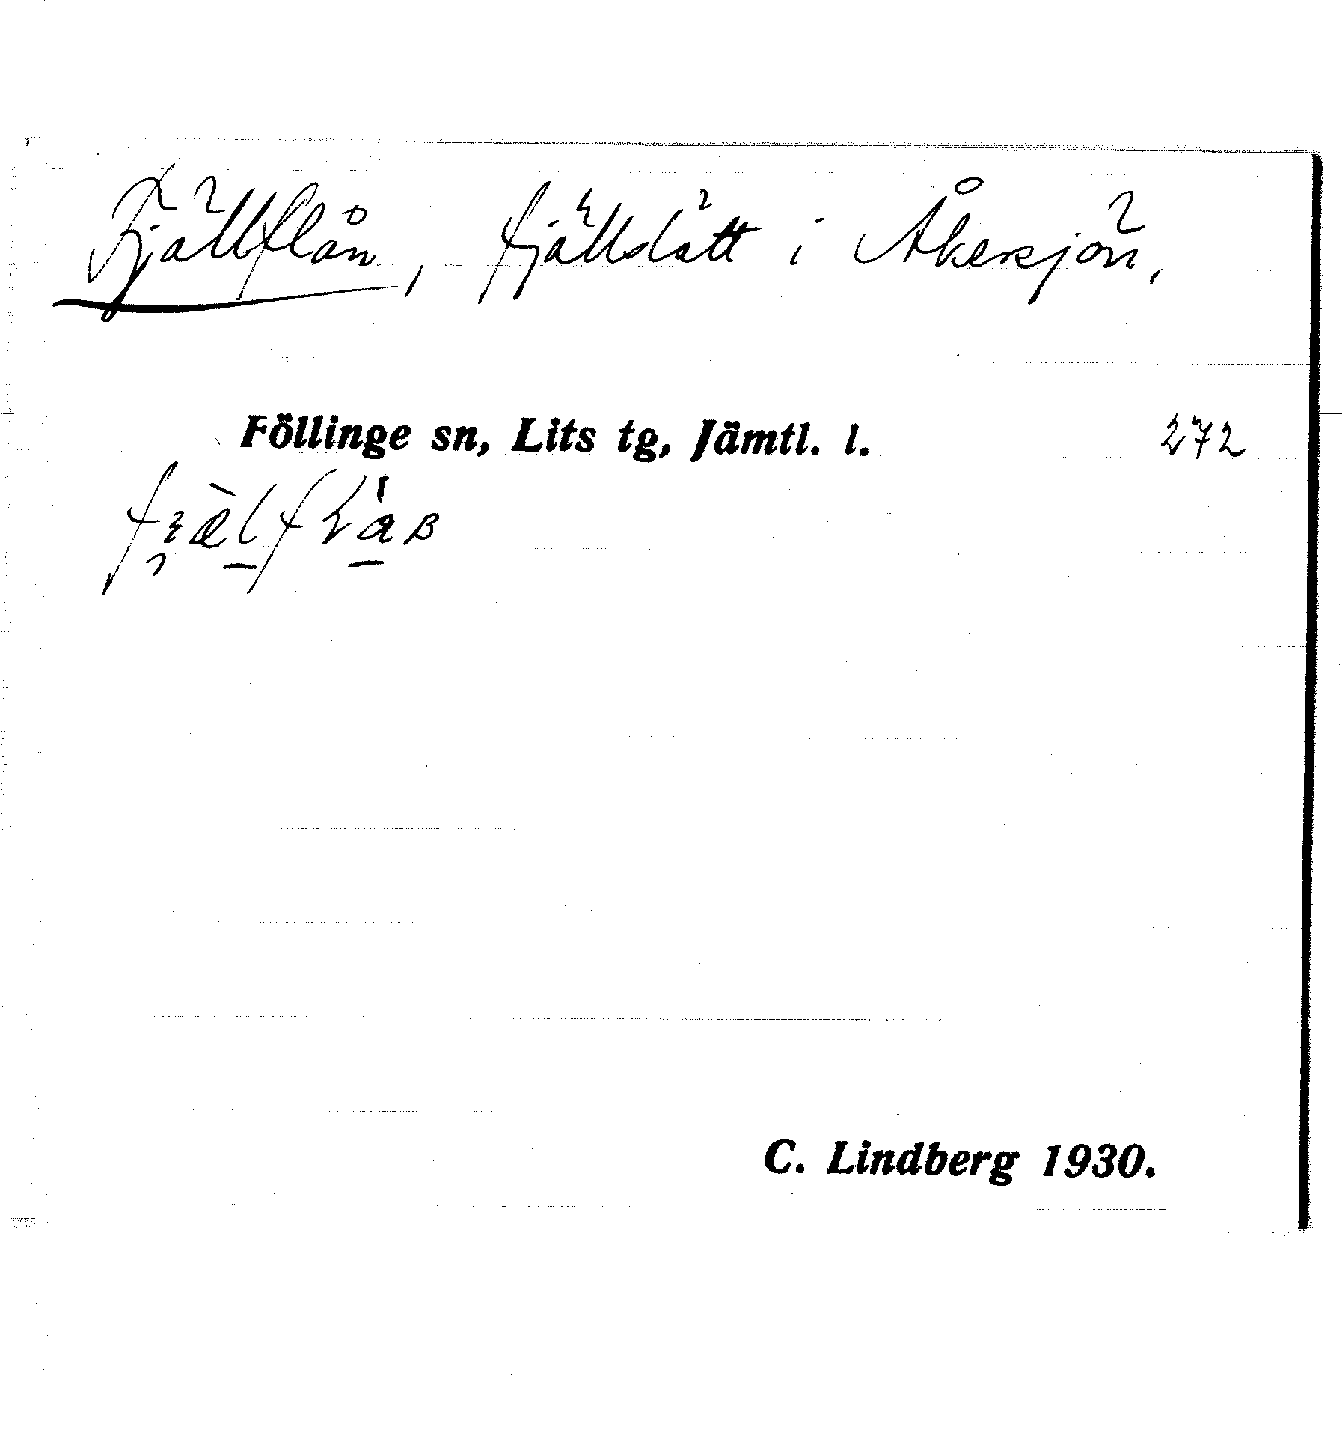 Fjällflån, fjällslått i Åkersjön.
Föllinge sn, Lits tg, Jämtl. l. 272
C. Lindberg 1930.